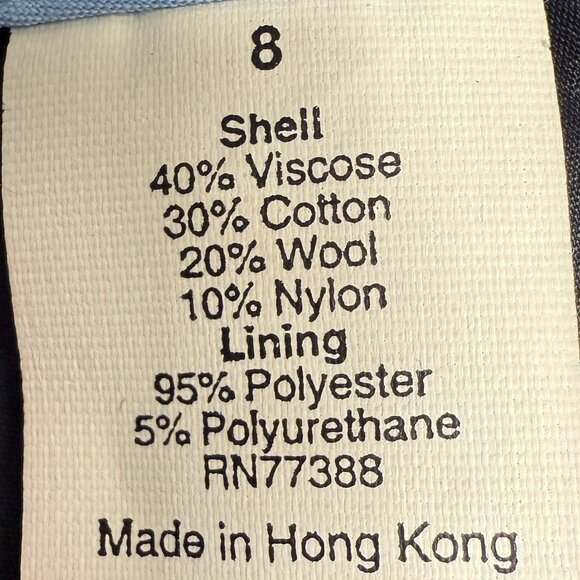 8
Shell
40% Viscose
30% Cotton
20% Wool
10% Nylon
Lining
95% Polyester
5% Polyurethane
RN77388
Made in Hong Kong